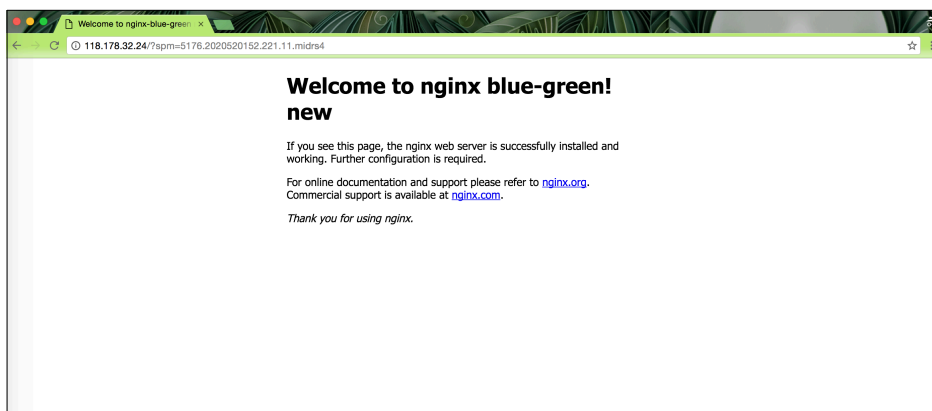 Welcome to nginx-blue-green
118.178.32.24/?spm=5176.2020520152.221.11.midrs4
Welcome to nginx blue-green!
new
If you see this page, the nginx web server is successfully installed and
working. Further configuration is required.
For online documentation and support please refer to nginx.org.
Commercial support is available at nginx.com.
Thank you for using nginx.